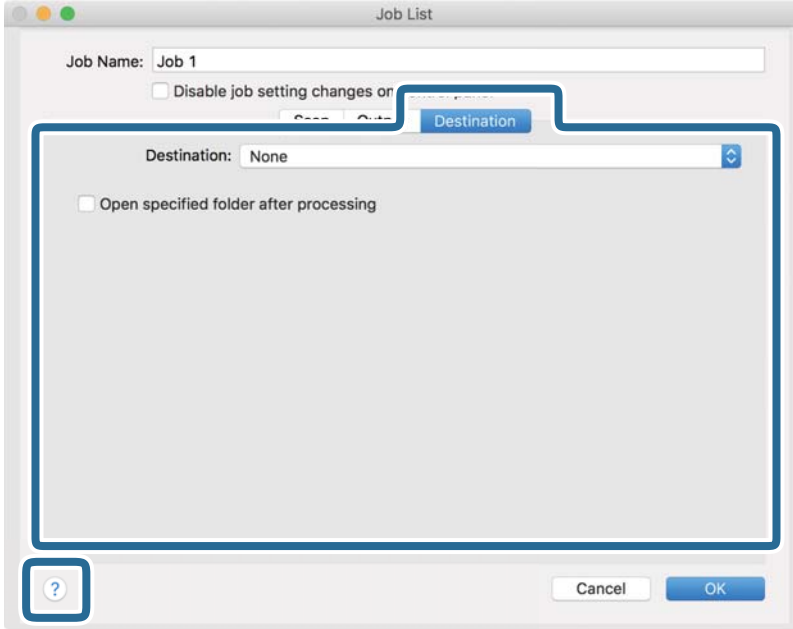 Job List
Job Name: Job 1
Disable job setting changes on
Destination
Destination: None
Open specified folder after processing
?
Cancel OK